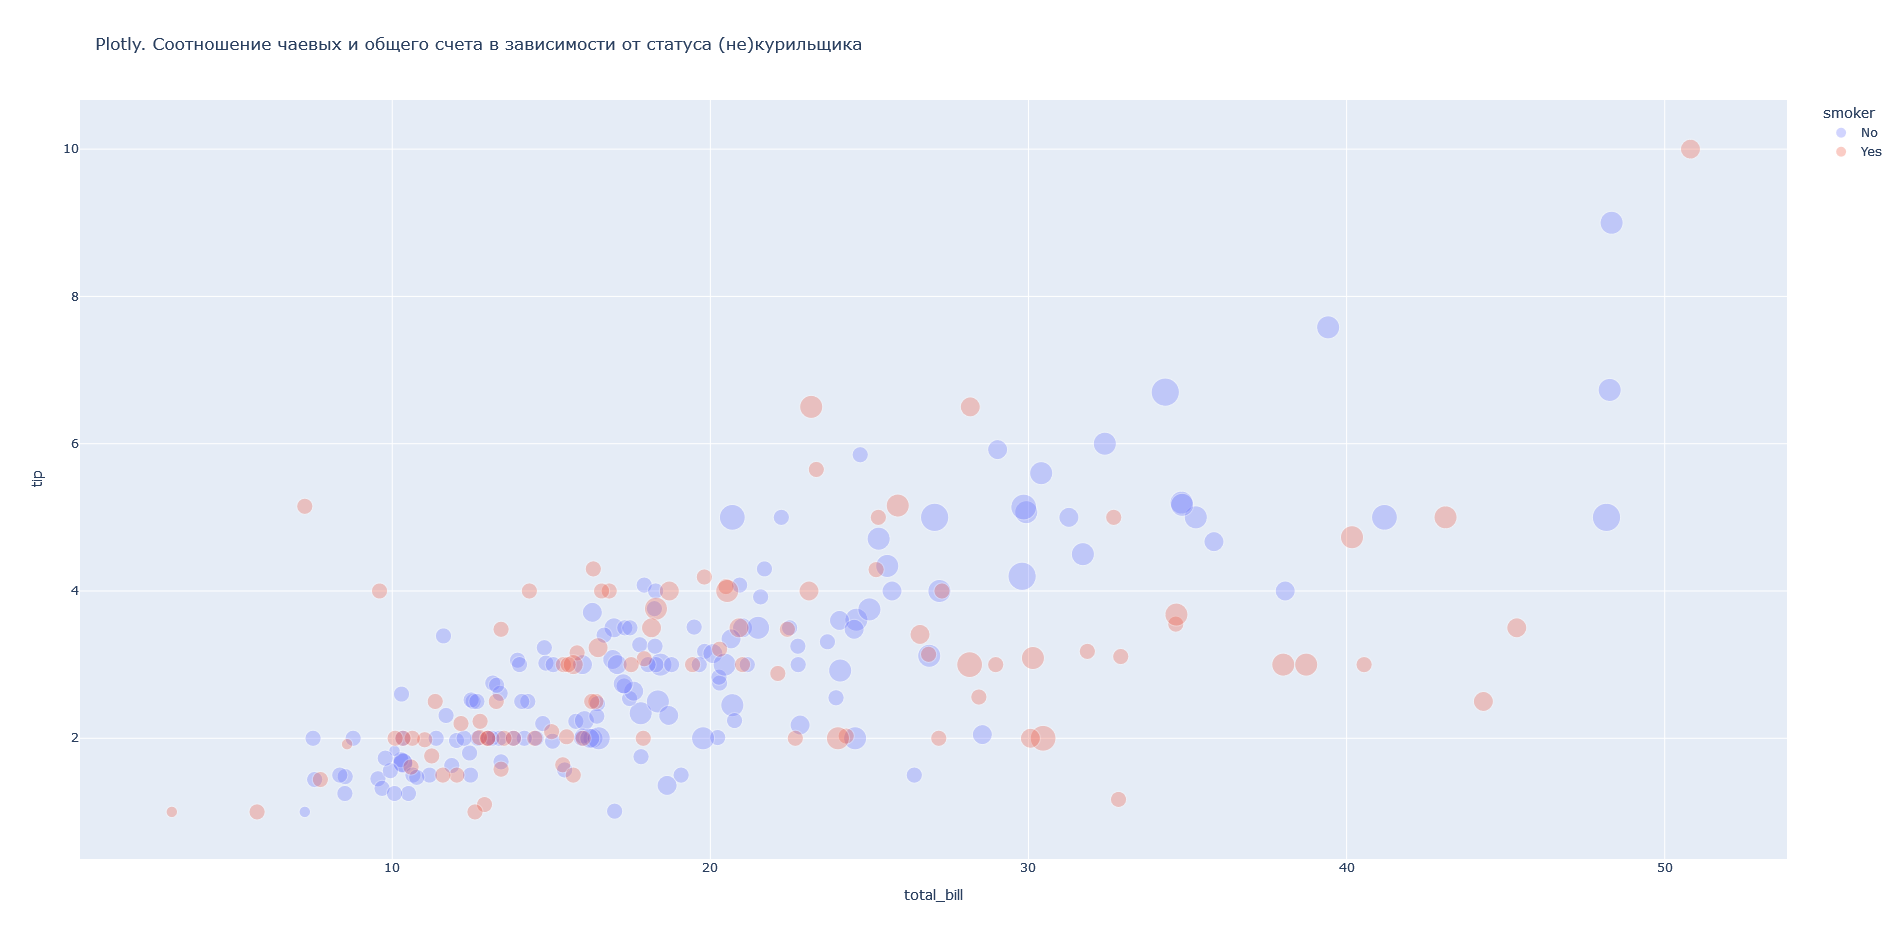 Plotly. Соотношение чаевых и общего счета в зависимости от статуса (не)курильщика
smoker
No
Yes
10
8
6
4
2
tip
10
20
30
40
50
total_bill